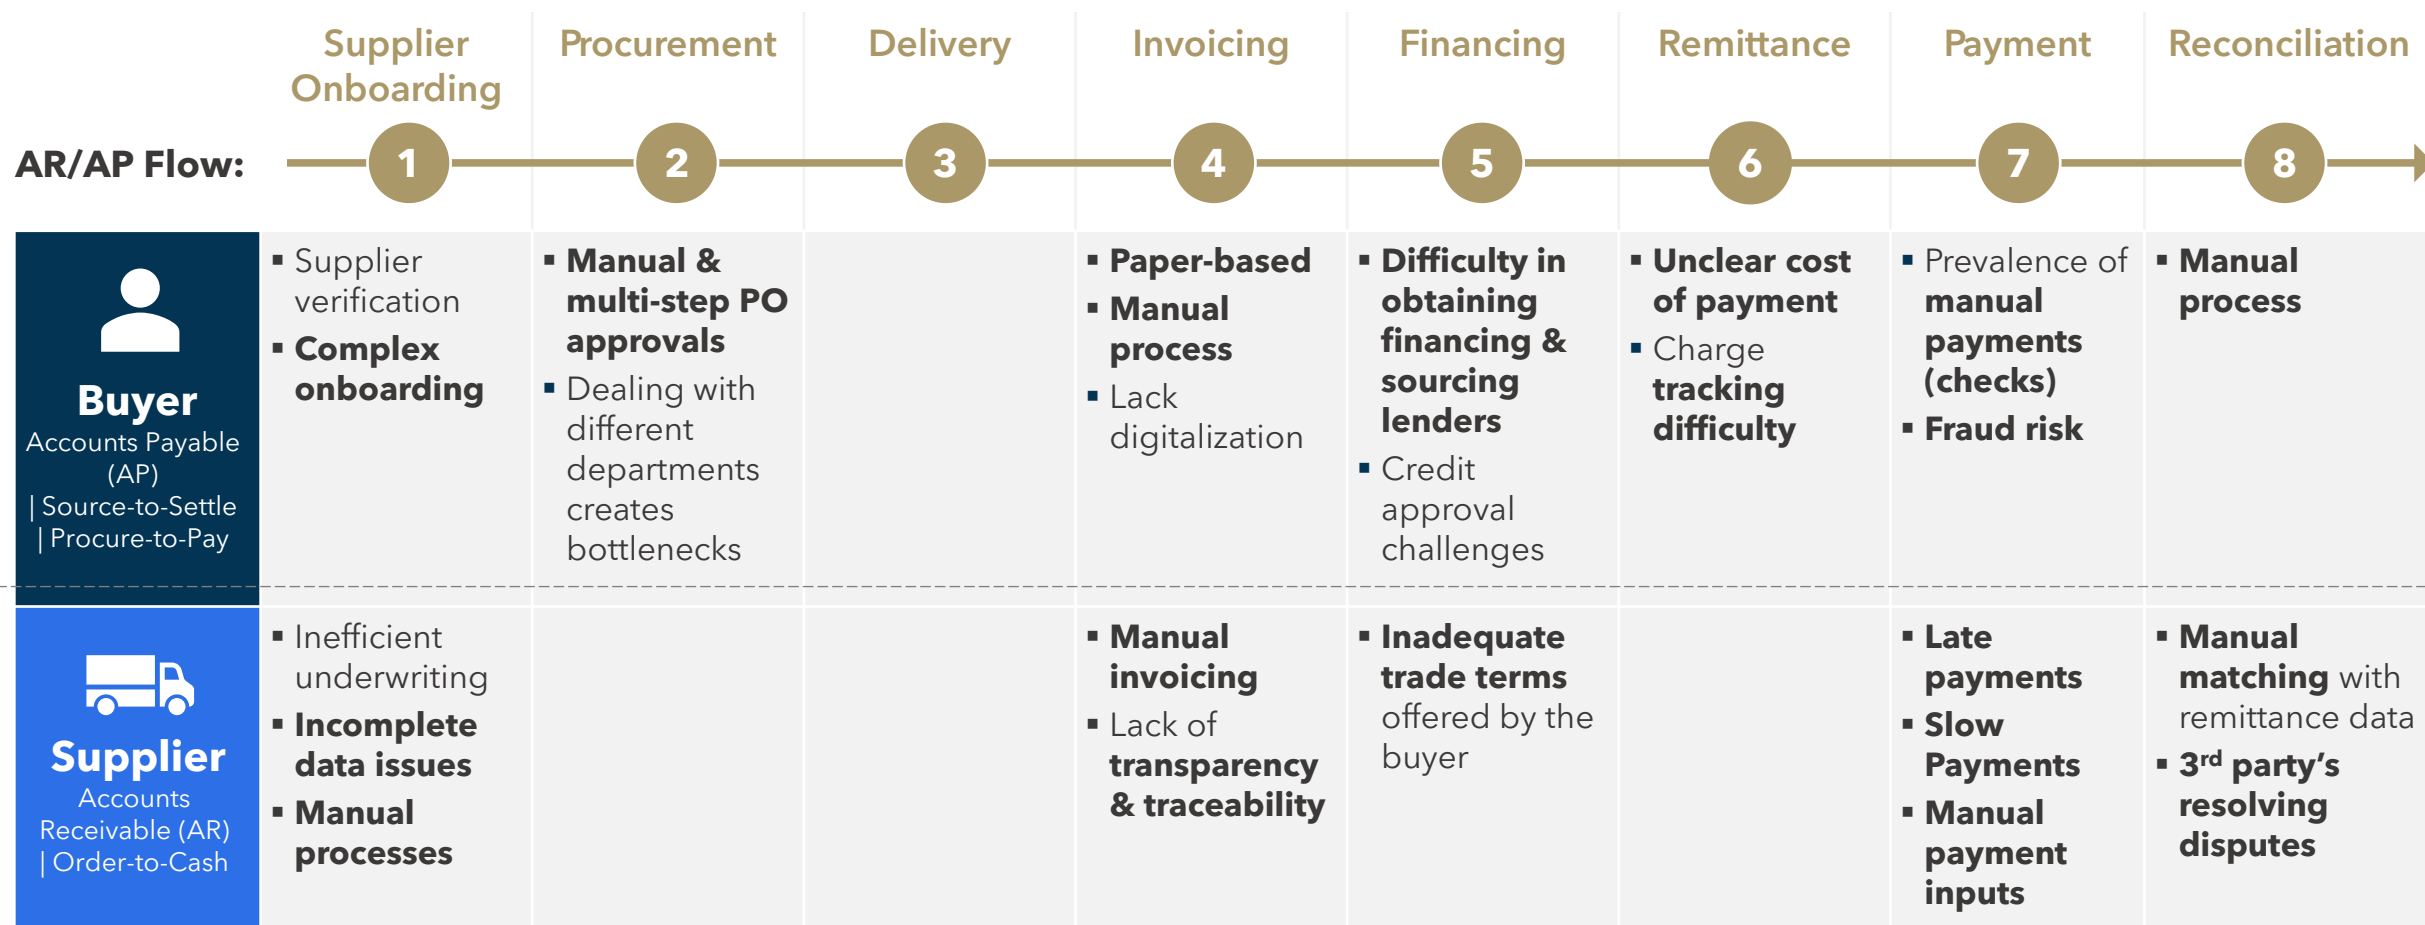 Supplier
Onboarding
Procurement
Delivery
Invoicing
Financing
Remittance
Payment
Reconciliation
AR/AP Flow:
1
2
3
4
5
6
7
8
Buyer
Accounts Payable
(AP)
| Source-to-Settle
| Procure-to-Pay
▪ Supplier
verification
▪ Complex
onboarding
▪ Manual &
multi-step PO
approvals
▪ Dealing with
different
departments
creates
bottlenecks
▪ Paper-based
▪ Manual
process
▪ Lack
digitalization
▪ Difficulty in
obtaining
financing &
sourcing
lenders
▪ Credit
approval
challenges
▪ Unclear cost
of payment
▪ Charge
tracking
difficulty
▪ Prevalence of
manual
payments
(checks)
▪ Fraud risk
▪ Manual
process
Supplier
Accounts
Receivable (AR)
| Order-to-Cash
▪ Inefficient
underwriting
▪ Incomplete
data issues
▪ Manual
processes
▪ Manual
invoicing
▪ Lack of
transparency
& traceability
▪ Inadequate
trade terms
offered by the
buyer
▪ Late
payments
▪ Slow
Payments
▪ Manual
payment
inputs
▪ Manual
matching with
remittance data
▪ 3rd party's
resolving
disputes